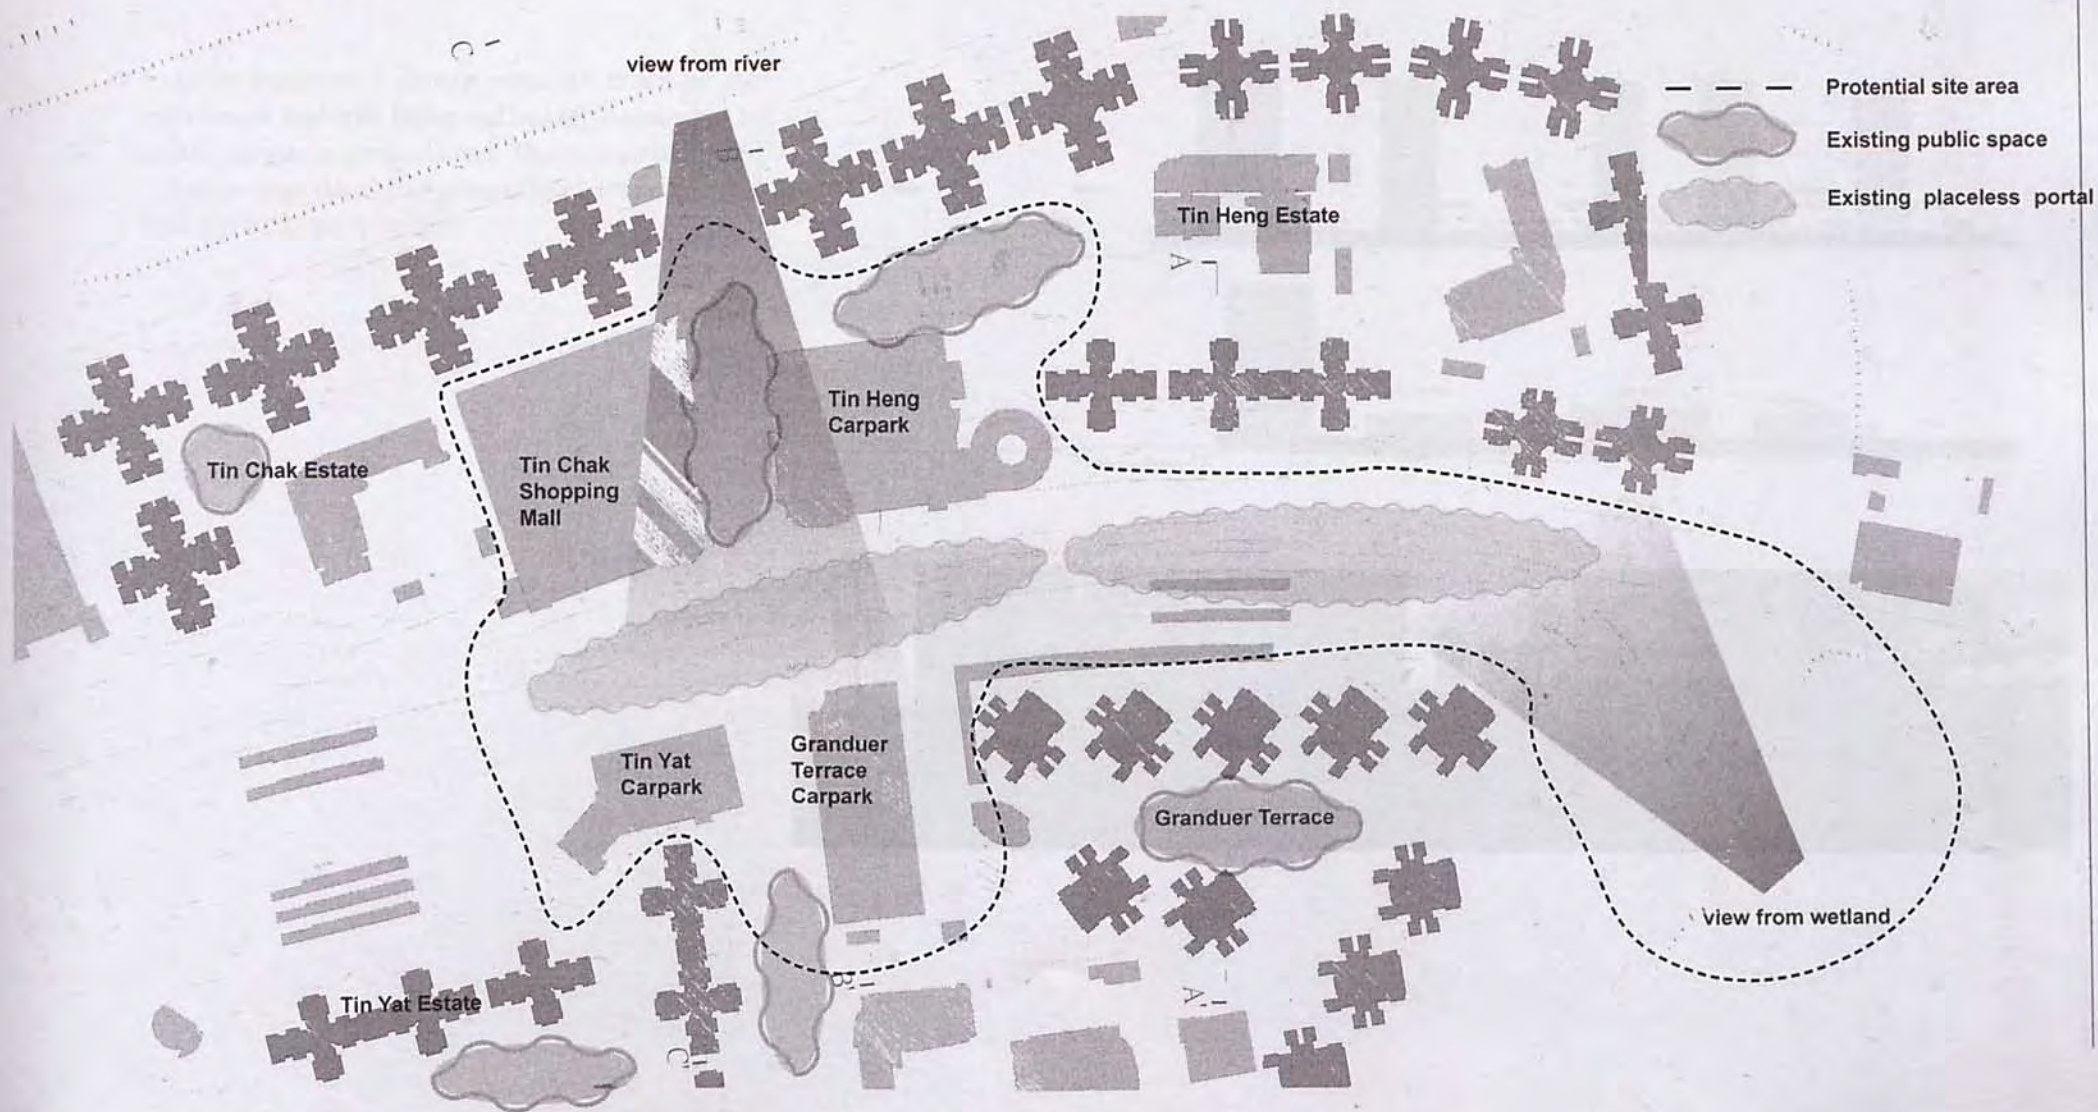 C
view from river
Protential site area
Existing public space
Existing placeless portal
B
Tin Heng Estate
A
Tin Heng
Carpark
Tin Chak Estate
Tin Chak
Shopping
Mall
Tin Yat
Carpark
Granduer
Terrace
Carpark
Granduer Terrace
view from wetland
B'
A'
Tin Yat Estate
C'